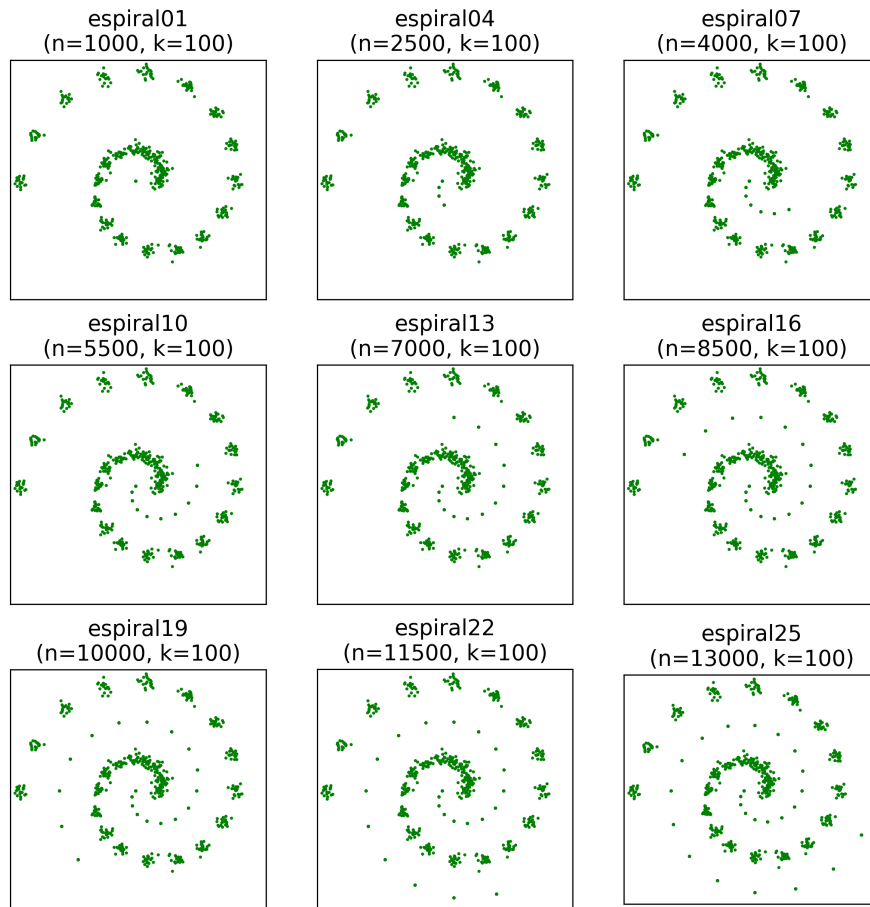 espiral01
(n=1000, k=100)
espiral04
(n=2500, k=100)
espiral07
(n=4000, k=100)
espiral10
(n=5500, k=100)
espiral13
(n=7000, k=100)
espiral16
(n=8500, k=100)
espiral19
(n=10000, k=100)
espiral22
(n=11500, k=100)
espiral25
(n=13000, k=100)